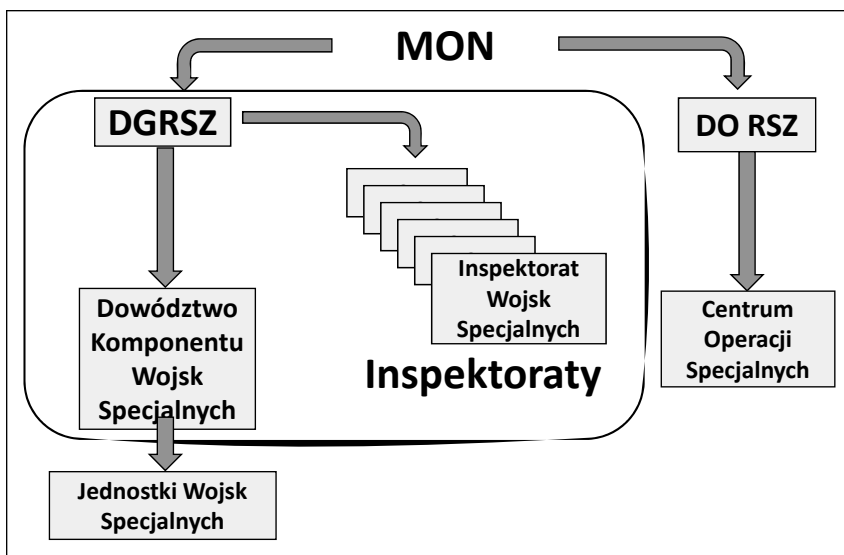 MON
DGRSZ
DO RSZ
Inspektorat
Wojsk
Specjalnych
Inspektoraty
Dowództwo
Komponentu
Wojsk
Specjalnych
Centrum
Operacji
Specjalnych
Jednostki Wojsk
Specjalnych